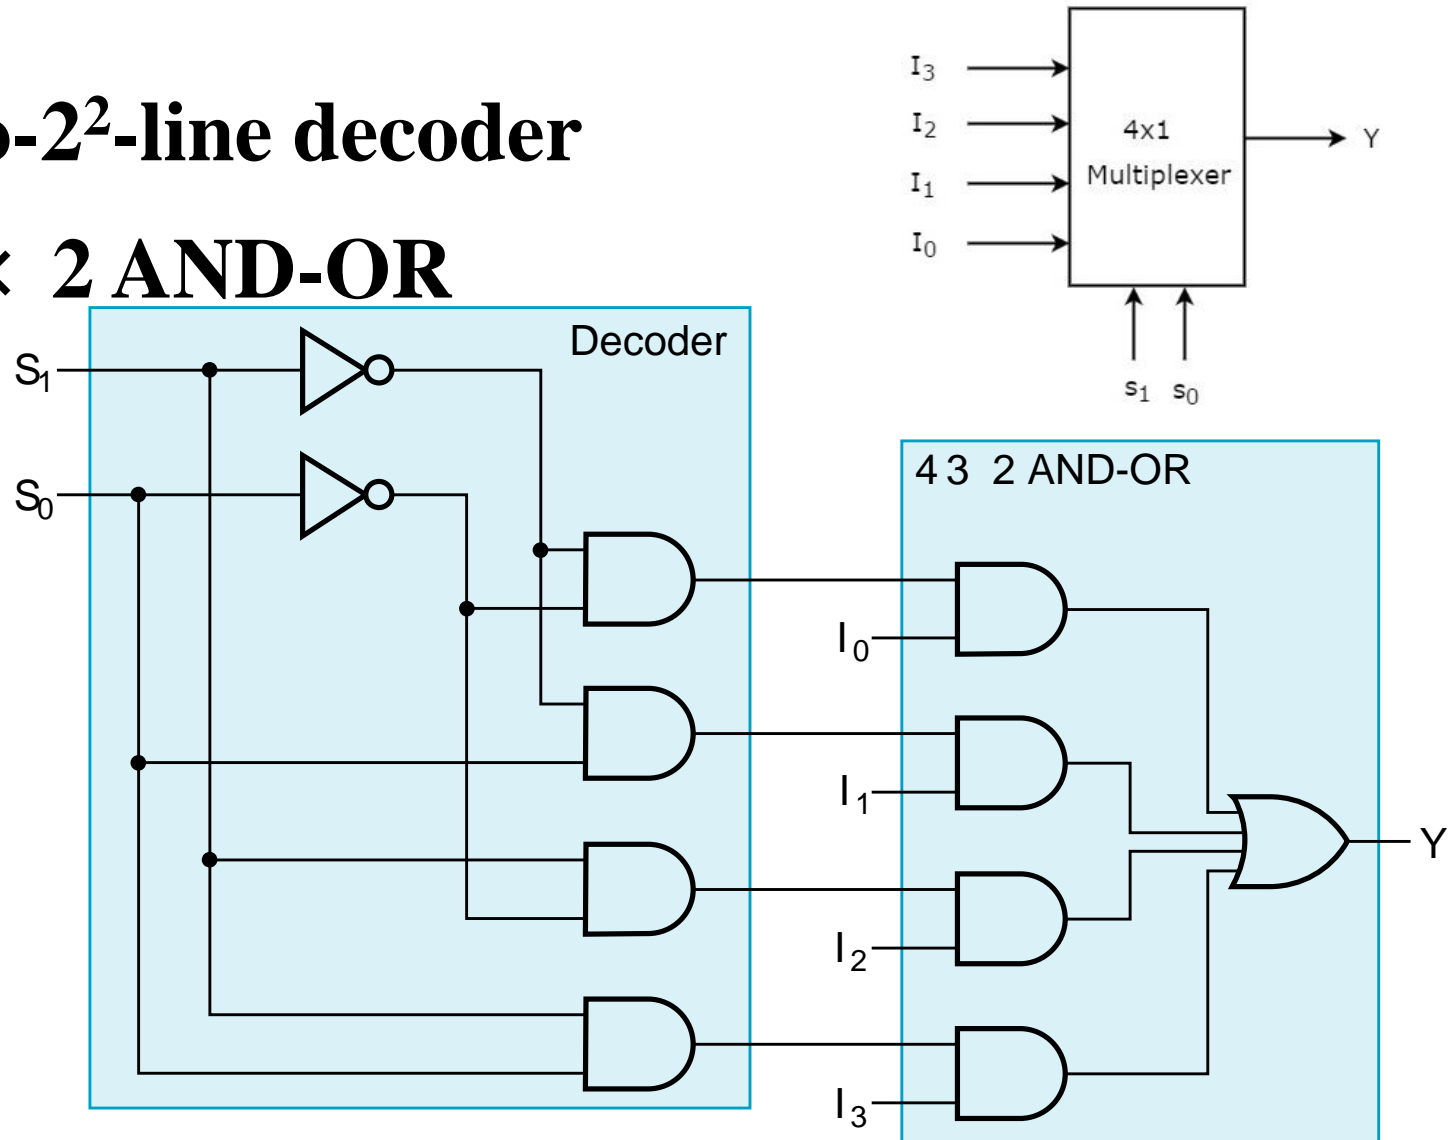 -2²-line decoder
× 2 AND-OR
I₃
I₂
I₁
I₀
4x1
Multiplexer
Y
s₁ s₀
Decoder
S₁
S₀
4 3 2 AND-OR
I₀
I₁
I₂
I₃
Y